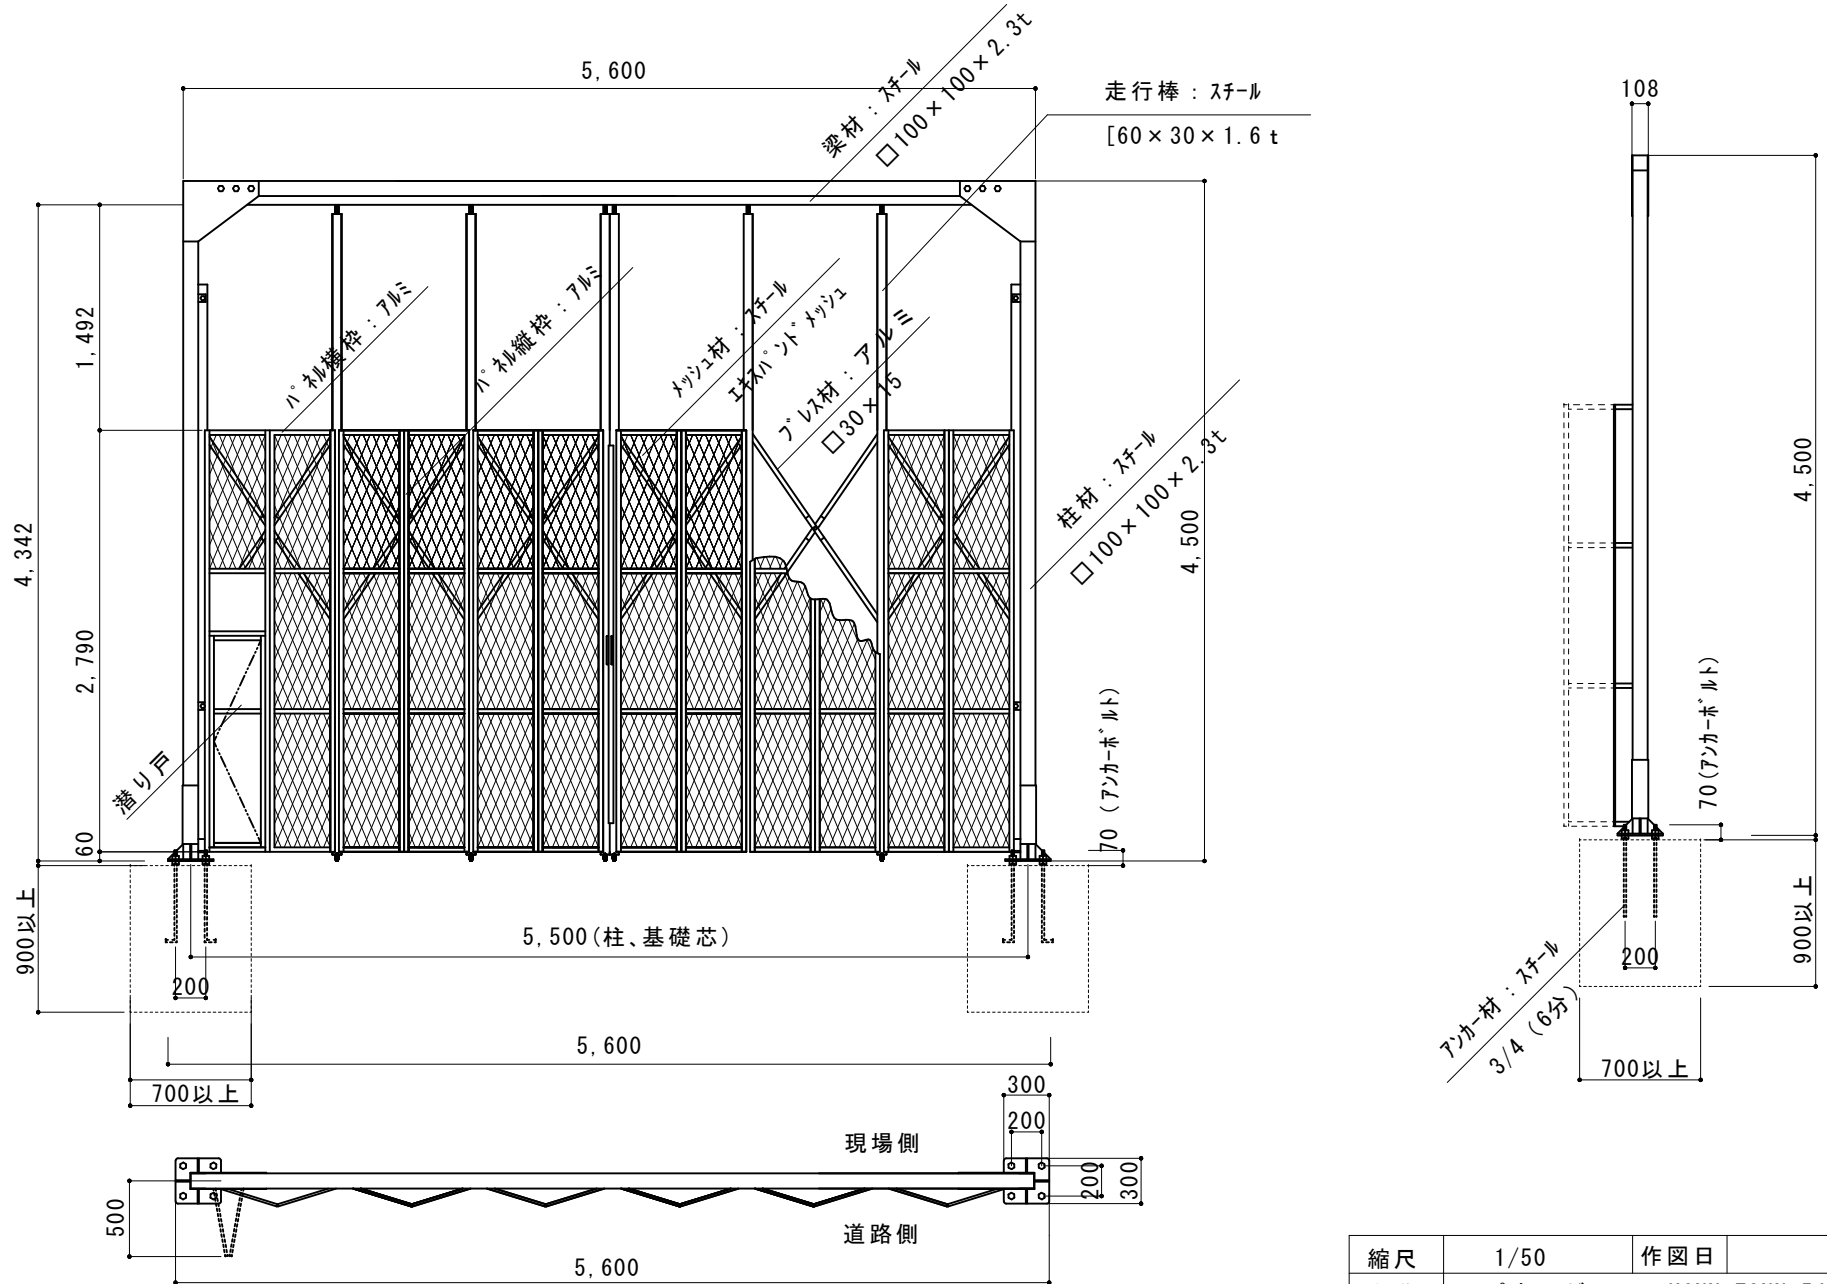 5,600
梁材：スチール
□100×100×2.3t
走行棒：スチール
[60×30×1.6t
108
1,492
パネル横枠：アルミ
パネル縦枠：アルミ
メッシュ材：スチール
エキスパンドメッシュ
ブレス材：アルミ
□30×15
柱材：スチール
□100×100×2.3t
4,500
4,500
4,342
2,790
潜り戸
60
70（アンカーボルト）
70(アンカーボルト)
900以上
5,500(柱、基礎芯)
200
200
900以上
アンカー材：スチール
3/4（6分）
5,600
700以上
700以上
300
200
現場側
200
300
500
道路側
5,600
縮尺
1/50
作図日